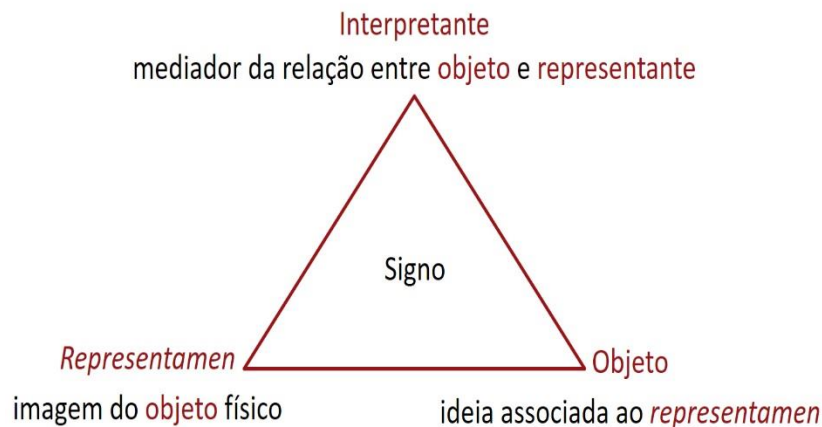 Interpretante
mediador da relação entre objeto e representante
Signo
Representamen
Objeto
imagem do objeto físico
ideia associada ao representamen